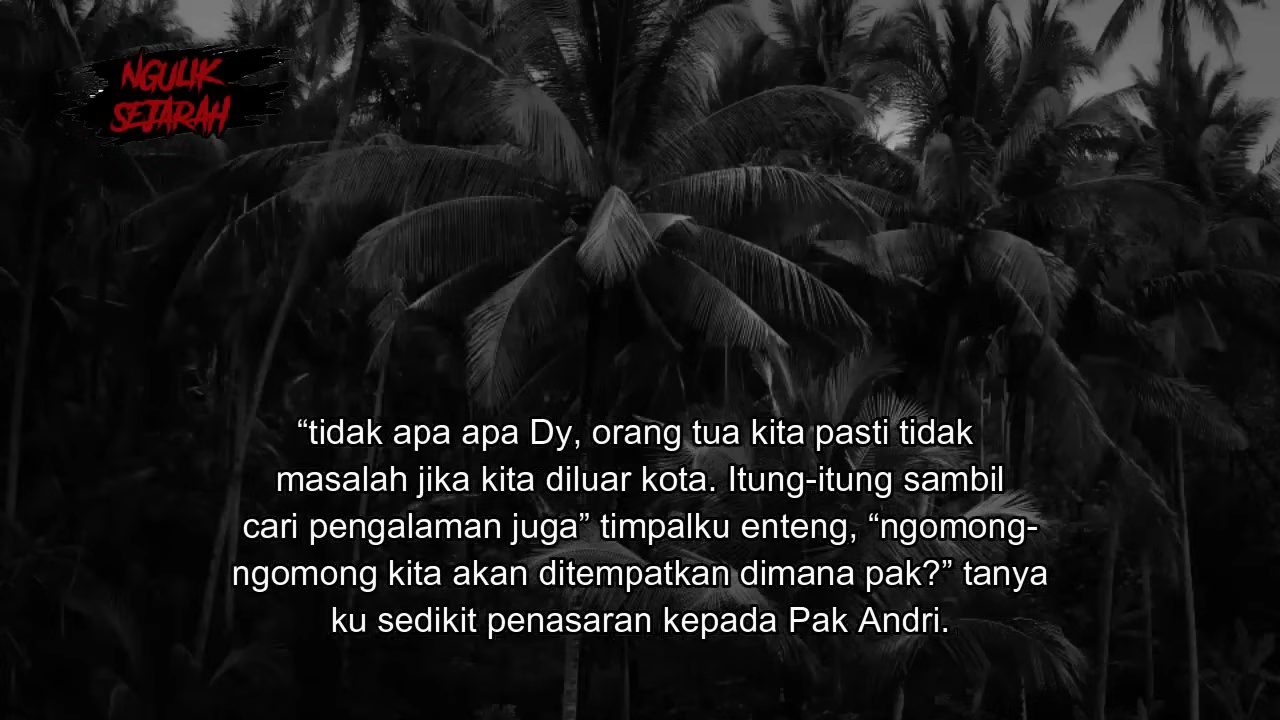 NGULIK
SEJARAH
“tidak apa apa Dy, orang tua kita pasti tidak
masalah jika kita diluar kota. Itung-itung sambil
cari pengalaman juga” timpalku enteng, “ngomong-
ngomong kita akan ditempatkan dimana pak?” tanya
ku sedikit penasaran kepada Pak Andri.